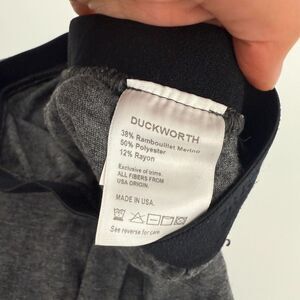 DUCKWORTH
38% Rambouillet Merino
50% Polyester
12% Rayon
Exclusive of trims.
ALL FIBERS FROM
USA ORIGIN.
MADE IN USA.
See reverse for care